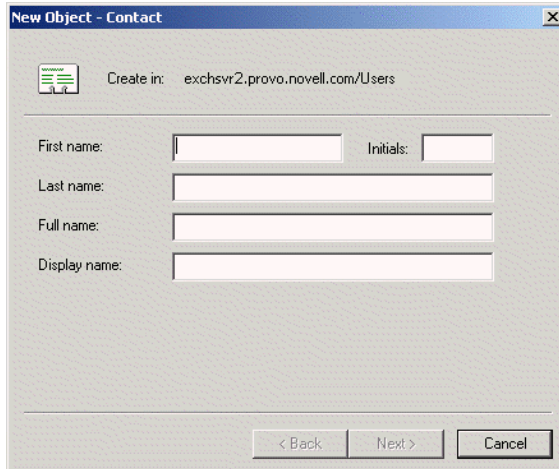 New Object - Contact
Create in: exchsvr2.provo.novell.com/Users
First name: Initials:
Last name:
Full name:
Display name:
< Back Next > Cancel